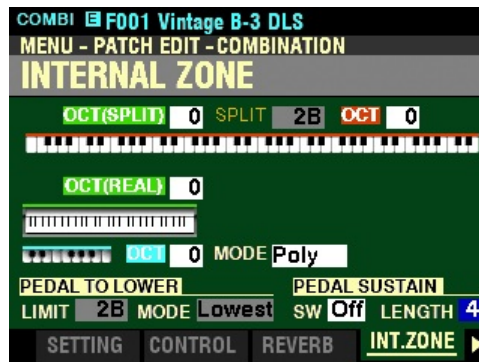 COMBI E F001 Vintage B-3 DLS
MENU - PATCH EDIT - COMBINATION
INTERNAL ZONE
OCT(SPLIT) 0 SPLIT 2B OCT 0
OCT(REAL) 0
OCT 0 MODE Poly
PEDAL TO LOWER PEDAL SUSTAIN
LIMIT 2B MODE Lowest SW Off LENGTH 4
SETTING CONTROL REVERB INT.ZONE